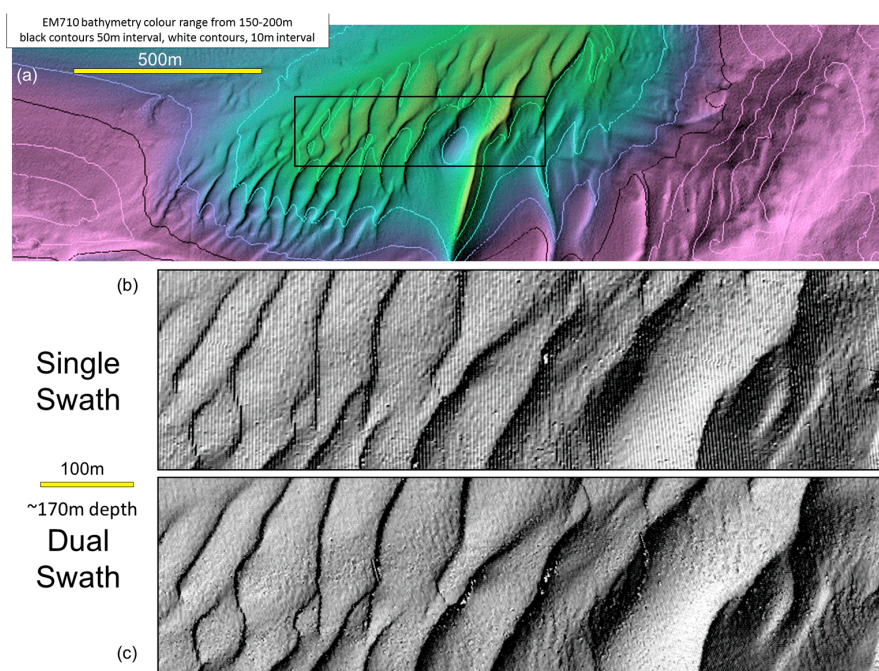 EM710 bathymetry colour range from 150-200m
black contours 50m interval, white contours, 10m interval
500m
(a)
(b)
Single
Swath
100m
~170m depth
Dual
Swath
(c)